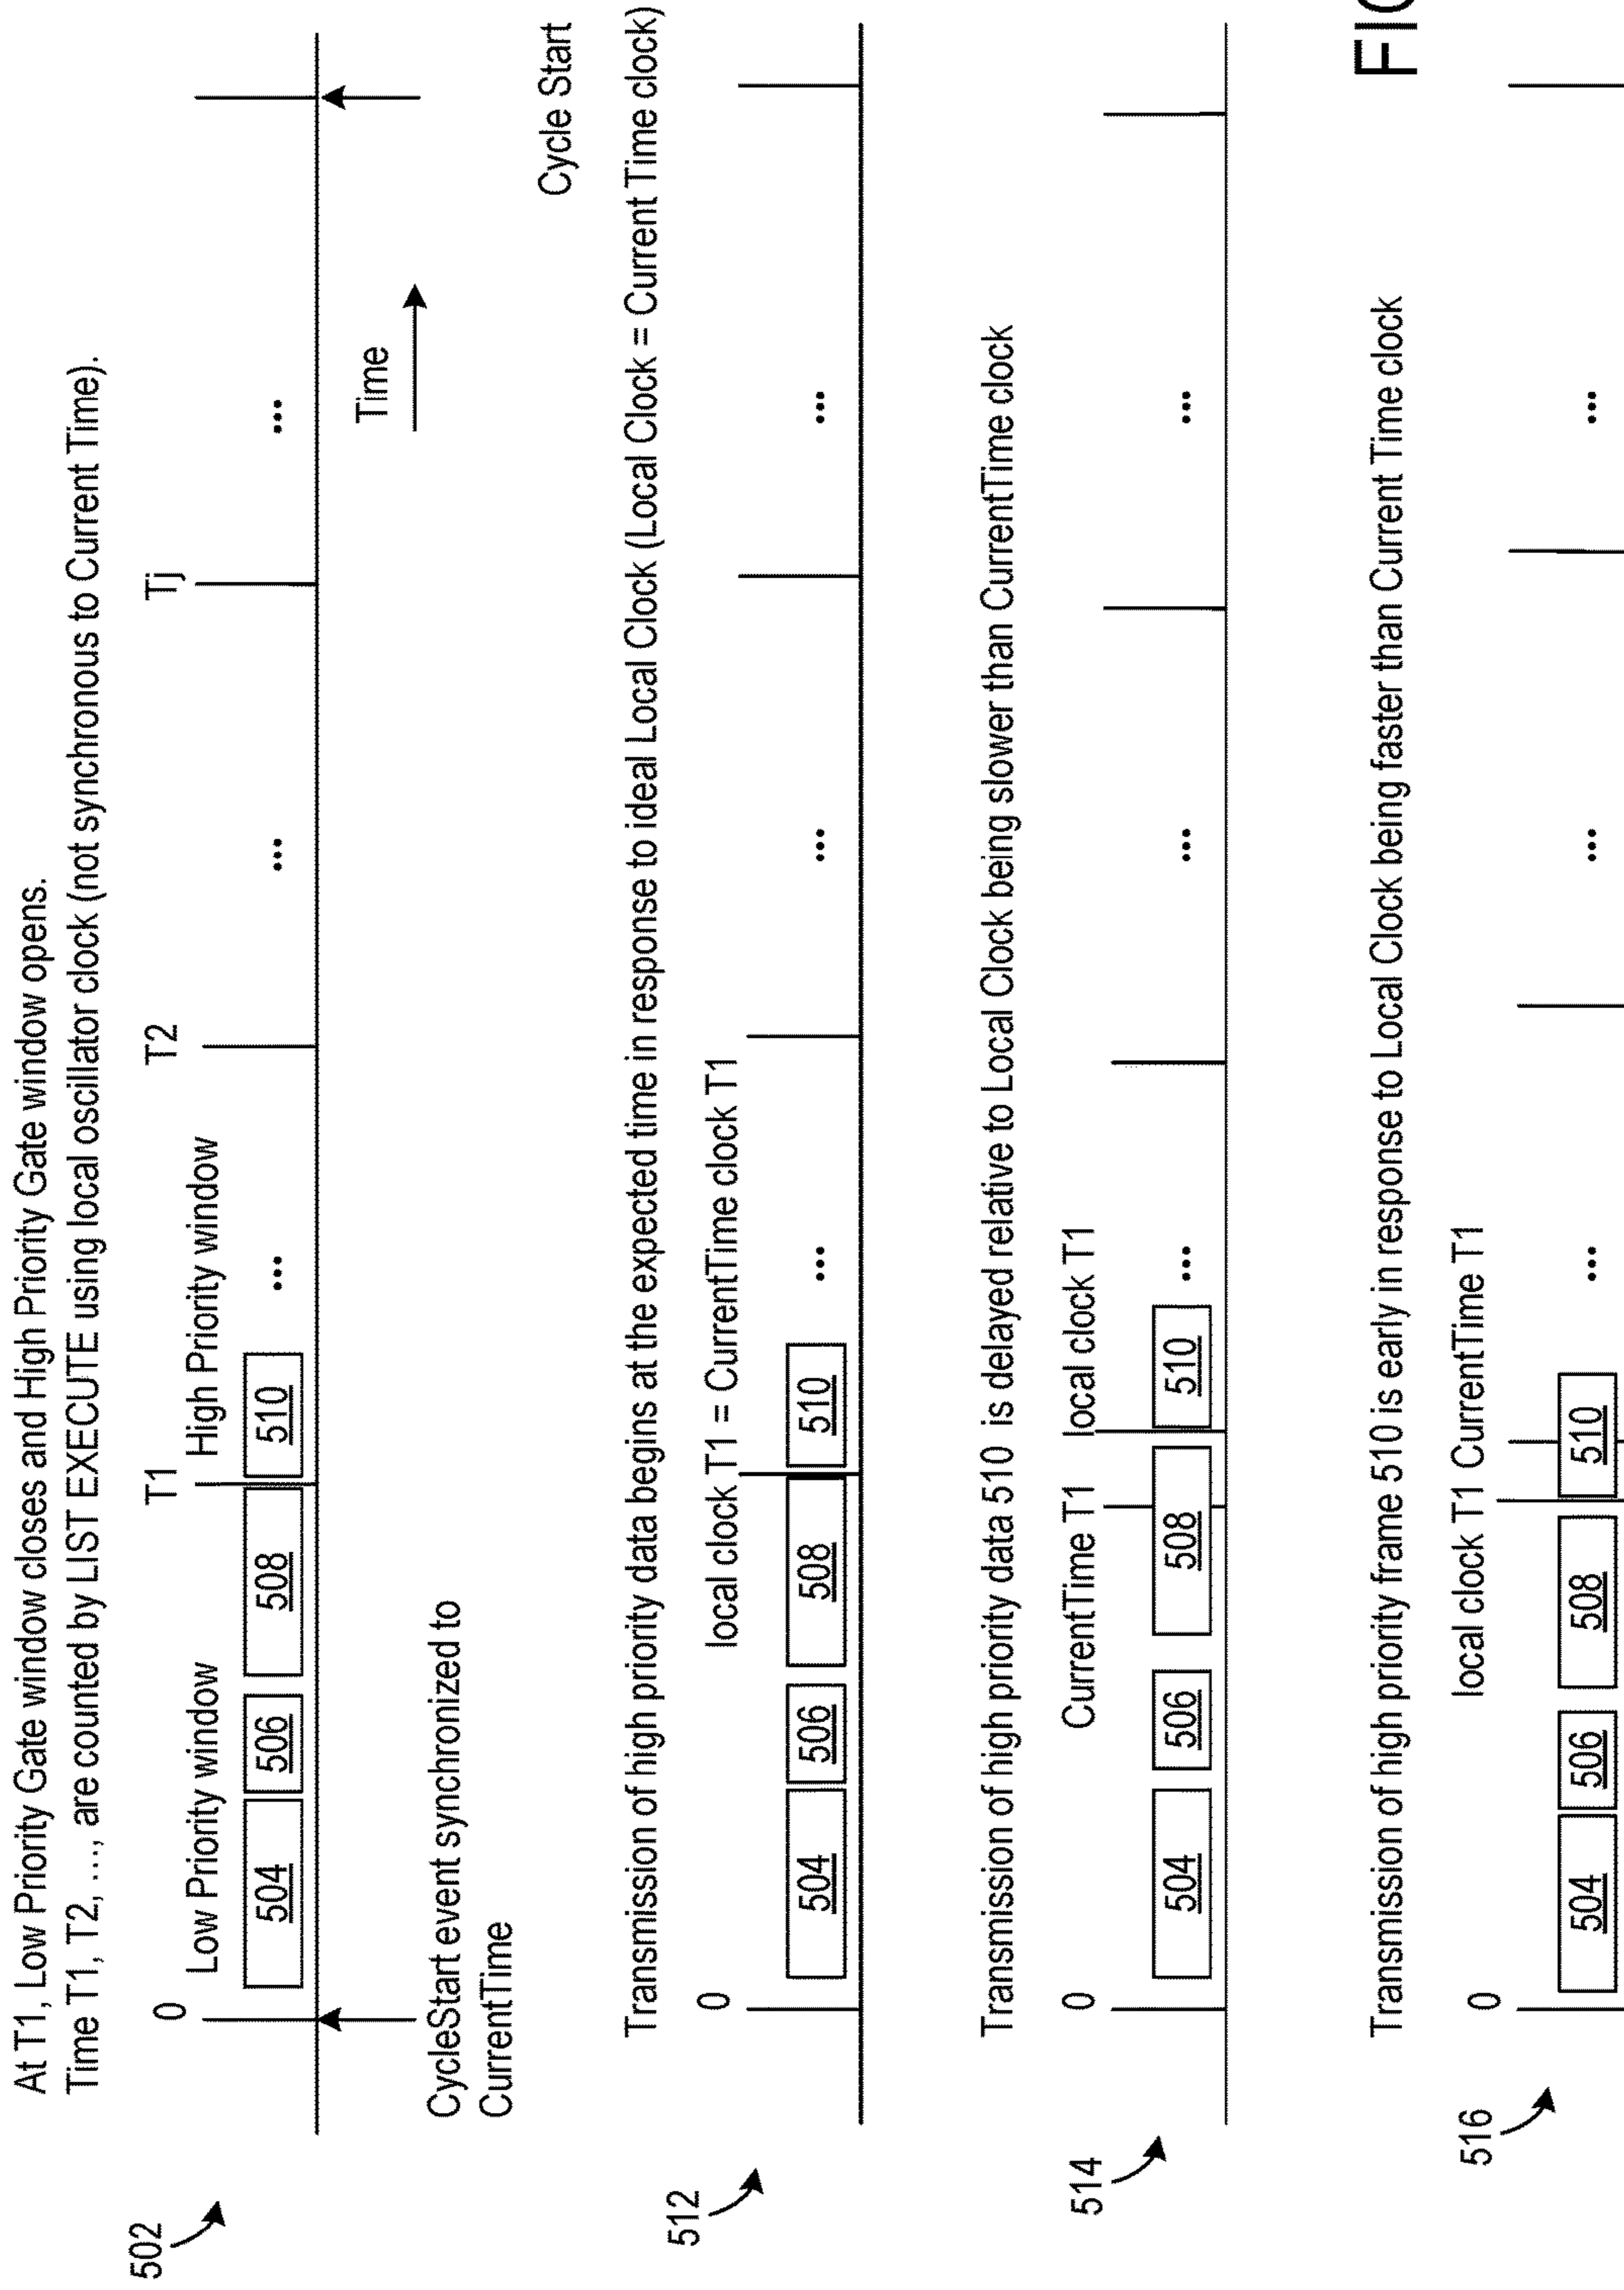 At T1, Low Priority Gate window closes and High Priority Gate window opens.
Time T1, T2, ..., are counted by LIST EXECUTE using local oscillator clock (not synchronous to Current Time).
502
0
T1
T2
Tj
Low Priority window
High Priority window
504
506
508
510
...
...
...
Time
CycleStart event synchronized to
CurrentTime
Cycle Start
Transmission of high priority data begins at the expected time in response to ideal Local Clock (Local Clock = Current Time clock)
512
0
local clock T1 = CurrentTime clock T1
504
506
508
510
...
...
...
Transmission of high priority data 510 is delayed relative to Local Clock being slower than CurrentTime clock
514
0
CurrentTime T1
local clock T1
504
506
508
510
...
...
...
Transmission of high priority frame 510 is early in response to Local Clock being faster than Current Time clock
516
0
local clock T1
CurrentTime T1
504
506
508
510
...
...
...